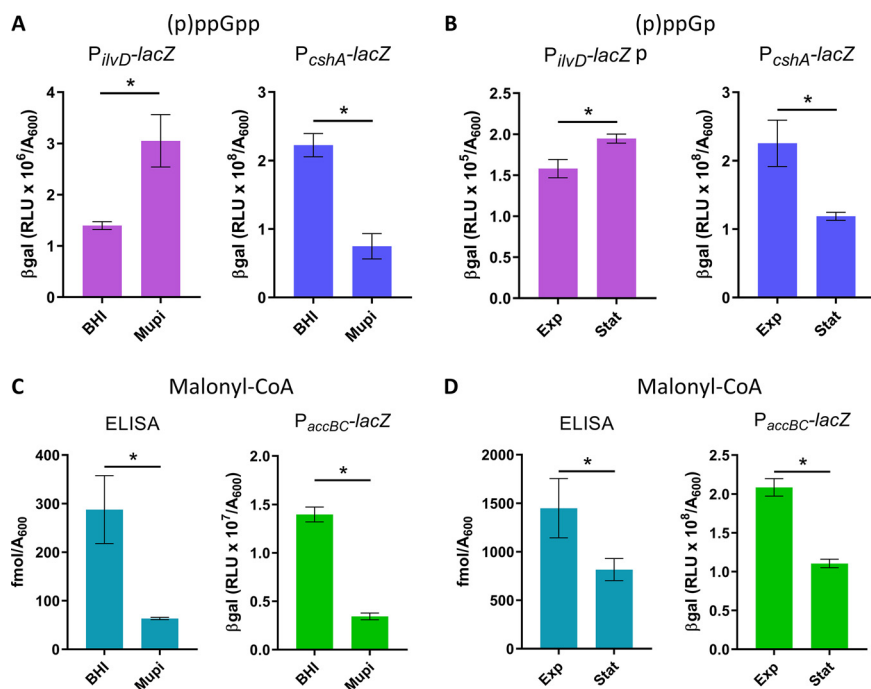 A
(p)ppGpp
PilvD-lacZ
PcshA-lacZ
βgal (RLU x 10⁶/A600)
4
3
2
1
0
*
BHI
Mupi
βgal (RLU x 10⁸/A600)
3
2
1
0
*
BHI
Mupi
B
(p)ppGp
PilvD-lacZ p
PcshA-lacZ
βgal (RLU x 10⁵/A600)
2.5
2.0
1.5
1.0
0.5
0.0
*
Exp
Stat
βgal (RLU x 10⁸/A600)
3
2
1
0
*
Exp
Stat
C
Malonyl-CoA
ELISA
PaccBC-lacZ
fmol/A600
400
300
200
100
0
*
BHI
Mupi
βgal (RLU x 10⁷/A600)
2.0
1.5
1.0
0.5
0.0
*
BHI
Mupi
D
Malonyl-CoA
ELISA
PaccBC-lacZ
fmol/A600
2000
1500
1000
500
0
*
Exp
Stat
βgal (RLU x 10⁸/A600)
2.5
2.0
1.5
1.0
0.5
0.0
*
Exp
Stat